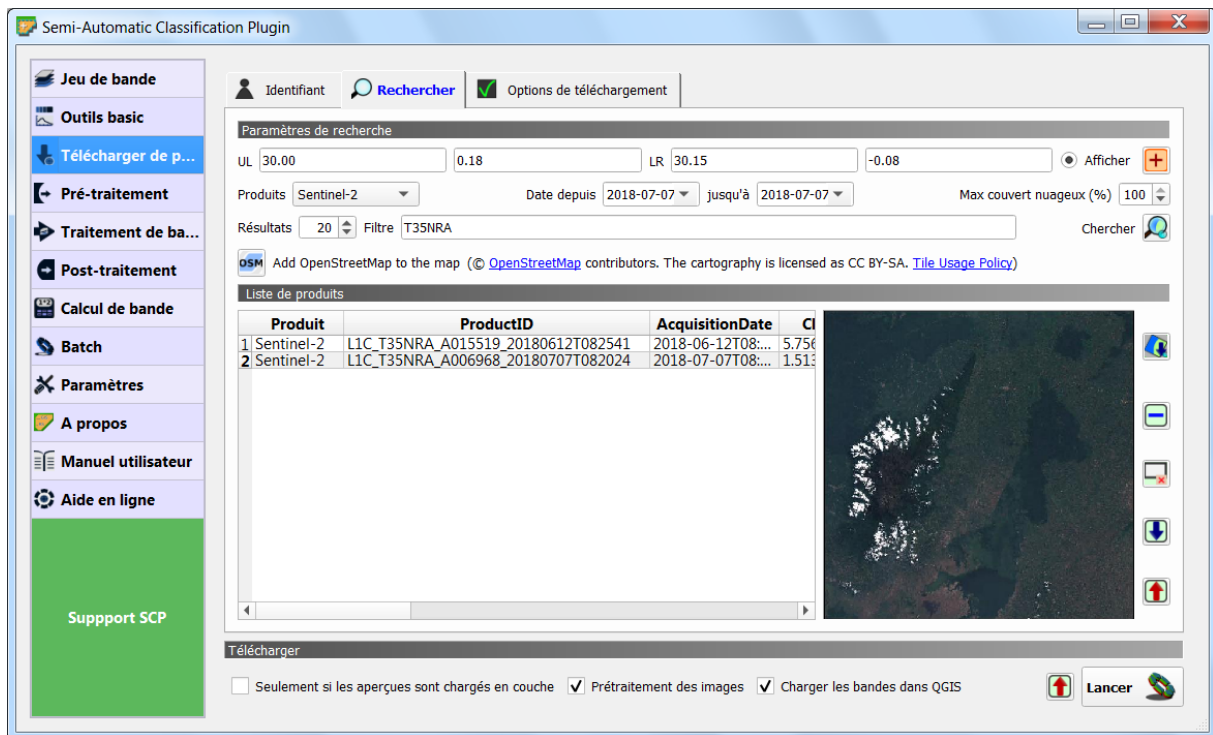 Semi-Automatic Classification Plugin
Jeu de bande
Outils basic
Télécharger de p...
Pré-traitement
Traitement de ba...
Post-traitement
Calcul de bande
Batch
Paramètres
A propos
Manuel utilisateur
Aide en ligne
Suppport SCP
Identifiant
Rechercher
Options de téléchargement
Paramètres de recherche
UL 30.00 0.18 LR 30.15 -0.08 Afficher
Produits Sentinel-2 Date depuis 2018-07-07 jusqu'à 2018-07-07 Max couvert nuageux (%) 100
Résultats 20 Filtre T35NRA Chercher
OSM Add OpenStreetMap to the map (© OpenStreetMap contributors. The cartography is licensed as CC BY-SA. Tile Usage Policy)
Liste de produits
Produit ProductID AcquisitionDate Cl
1 Sentinel-2 L1C_T35NRA_A015519_20180612T082541 2018-06-12T08:... 5.756
2 Sentinel-2 L1C_T35NRA_A006968_20180707T082024 2018-07-07T08:... 1.513
Télécharger
Seulement si les aperçues sont chargés en couche Prétraitement des images Charger les bandes dans QGIS Lancer